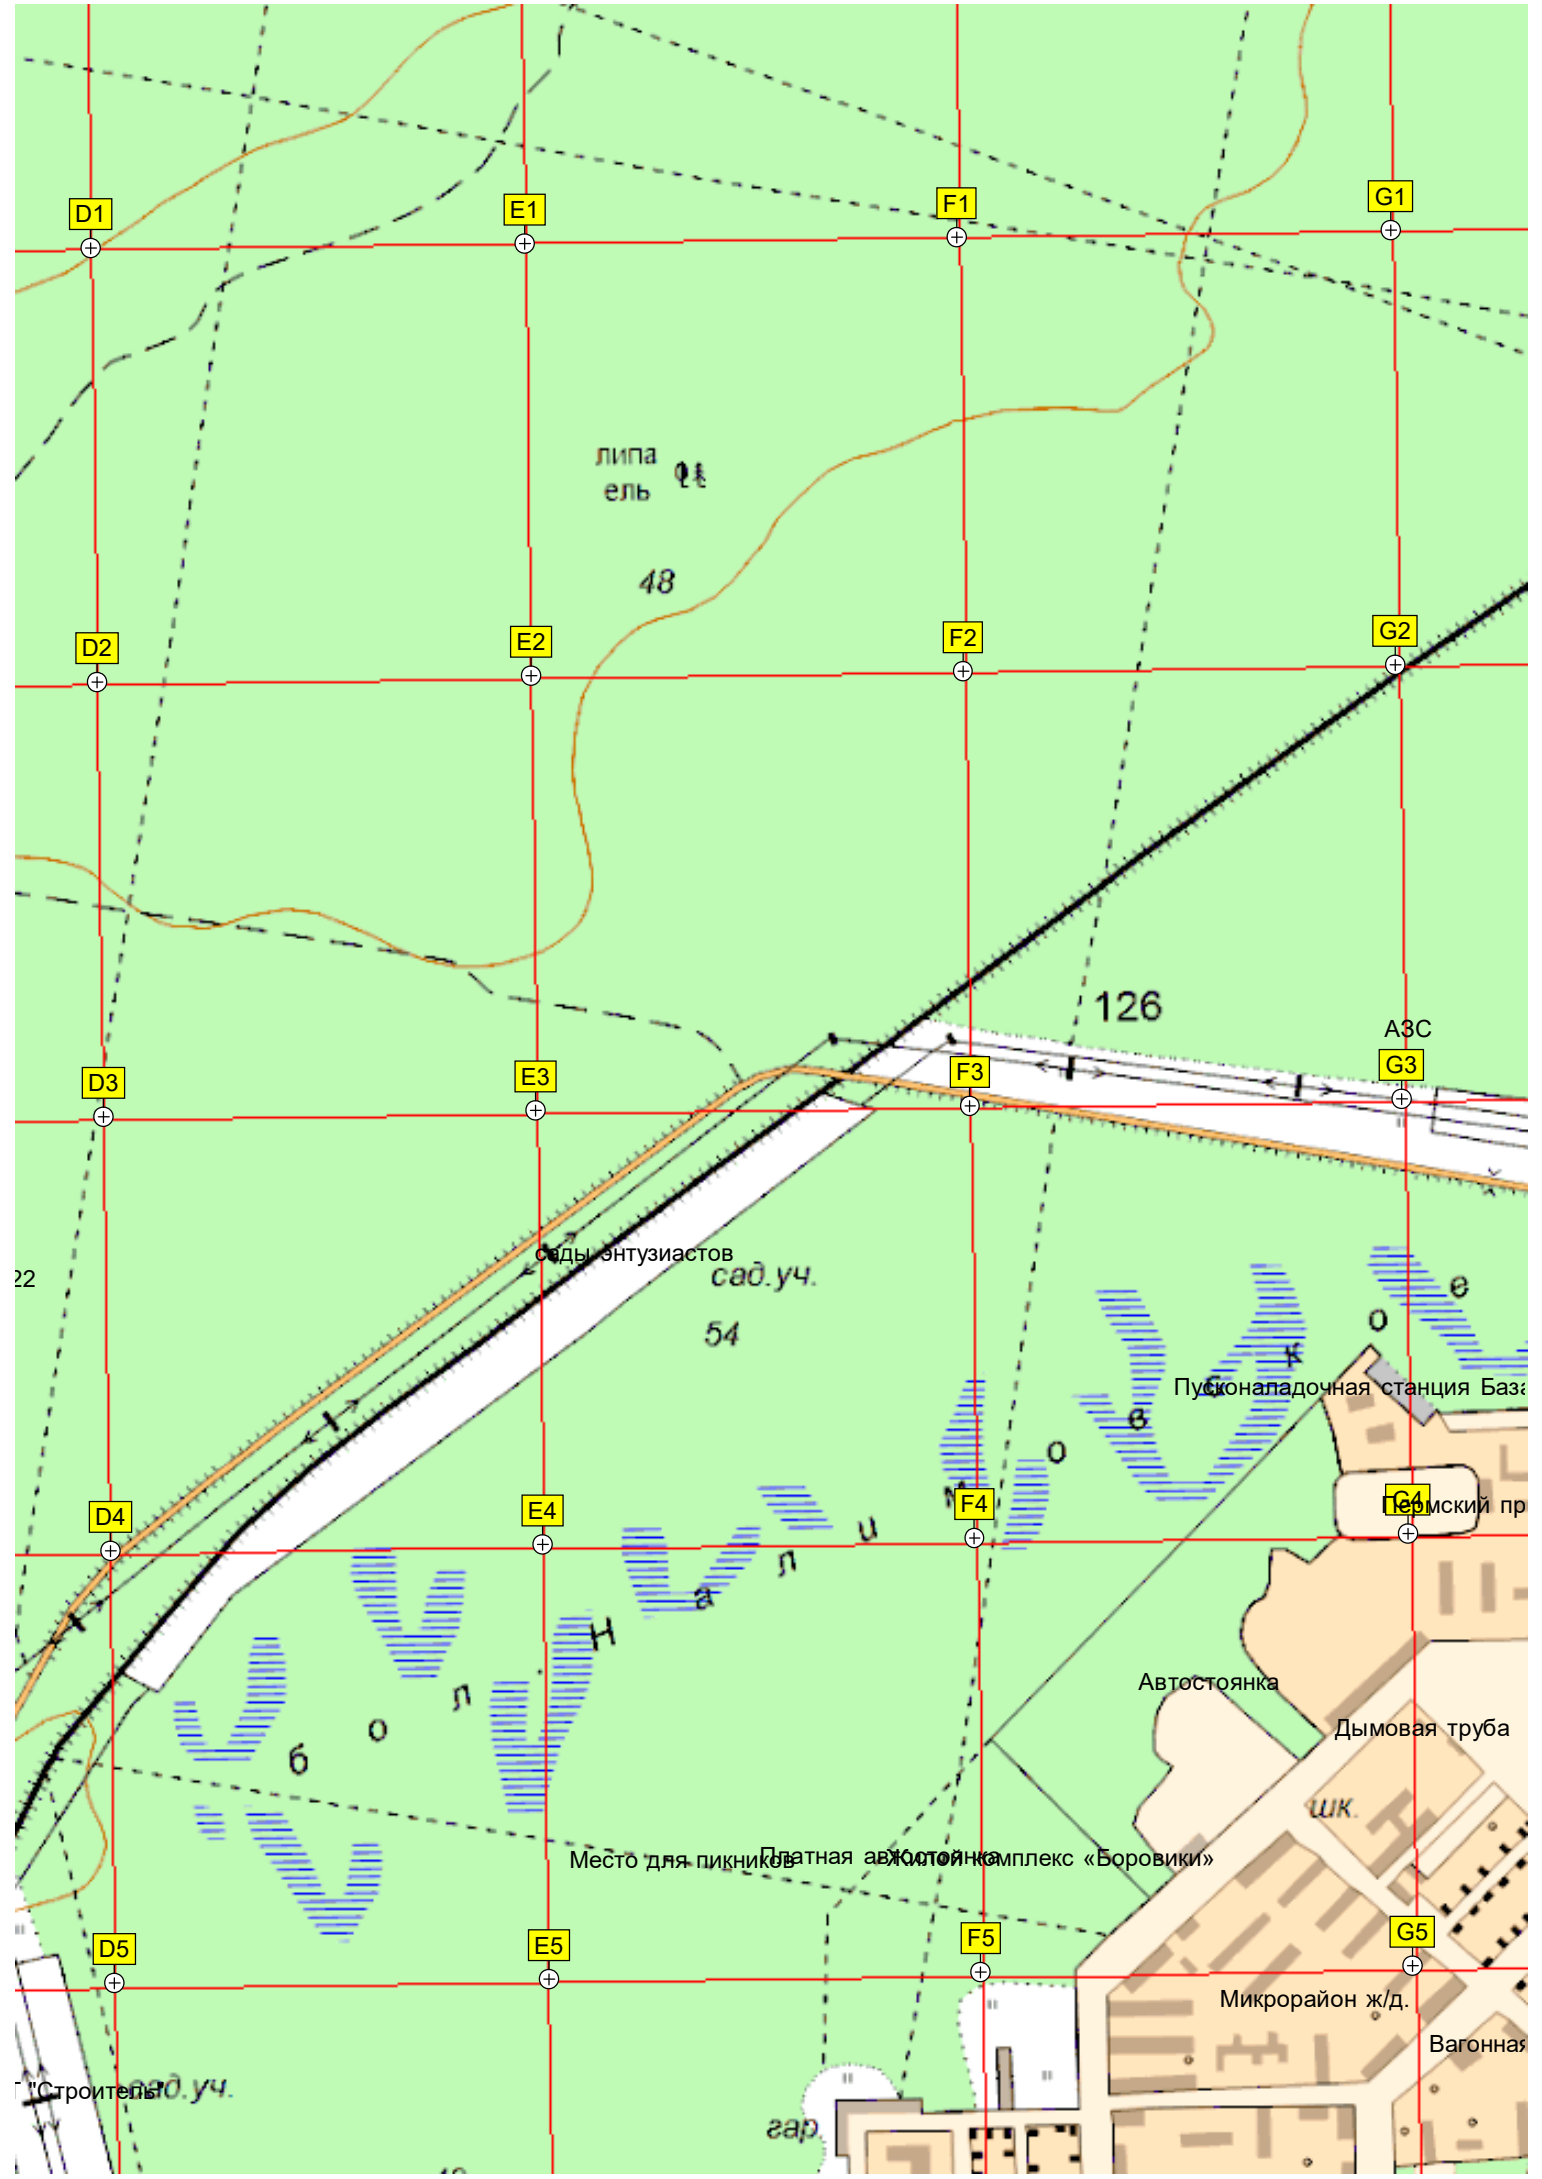 D1
E1
F1
G1
липа
ель
48
D2
E2
F2
G2
126
АЗС
D3
E3
F3
G3
сады энтузиастов
сад.уч.
22
54
е
о
к
с
в
о
Пусконаладочная станция База
D4
E4
F4
G4
Пермский пр
м
и
л
а
Н
.
л
о
б
Автостоянка
Дымовая труба
шк.
Место для пикников
Платная автостоянка
Жилой комплекс «Боровики»
D5
E5
F5
G5
Микрорайон ж/д.
Вагонная
Т "Строитель"
сад.уч.
гар.